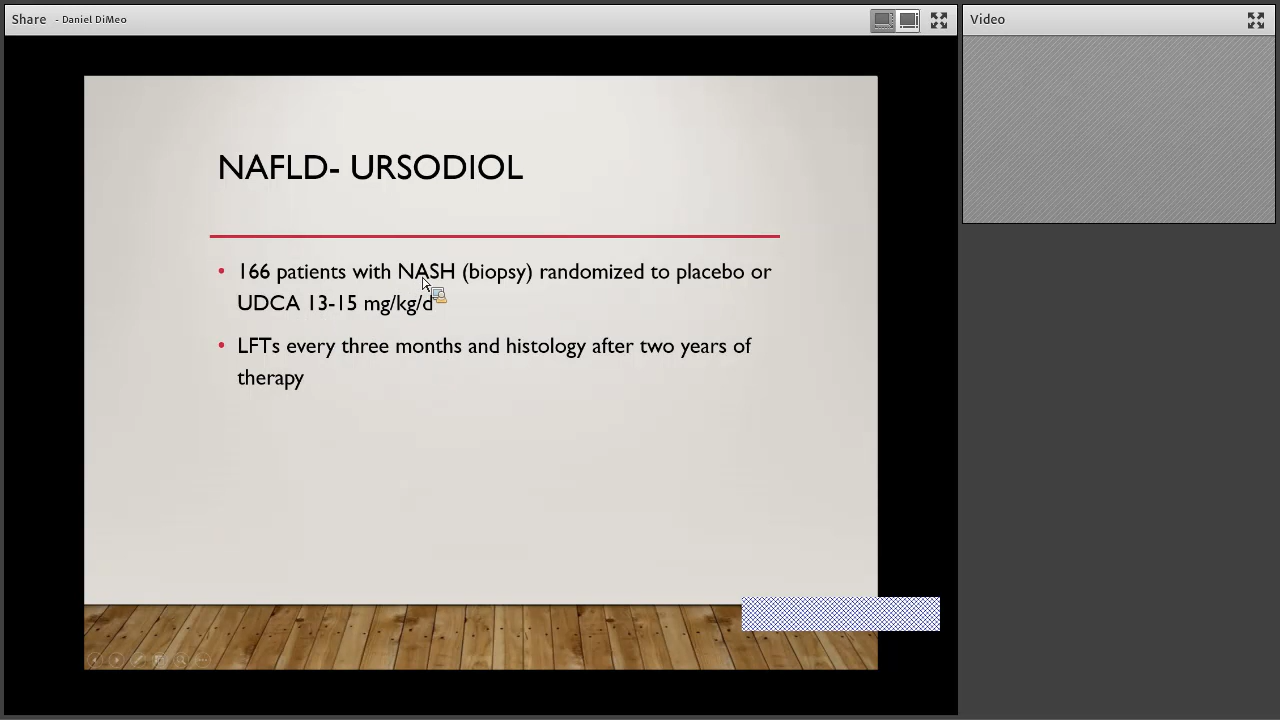 Share - Daniel DiMeo
Video
NAFLD- URSODIOL
• 166 patients with NASH (biopsy) randomized to placebo or
UDCA 13-15 mg/kg/d
• LFTs every three months and histology after two years of
therapy